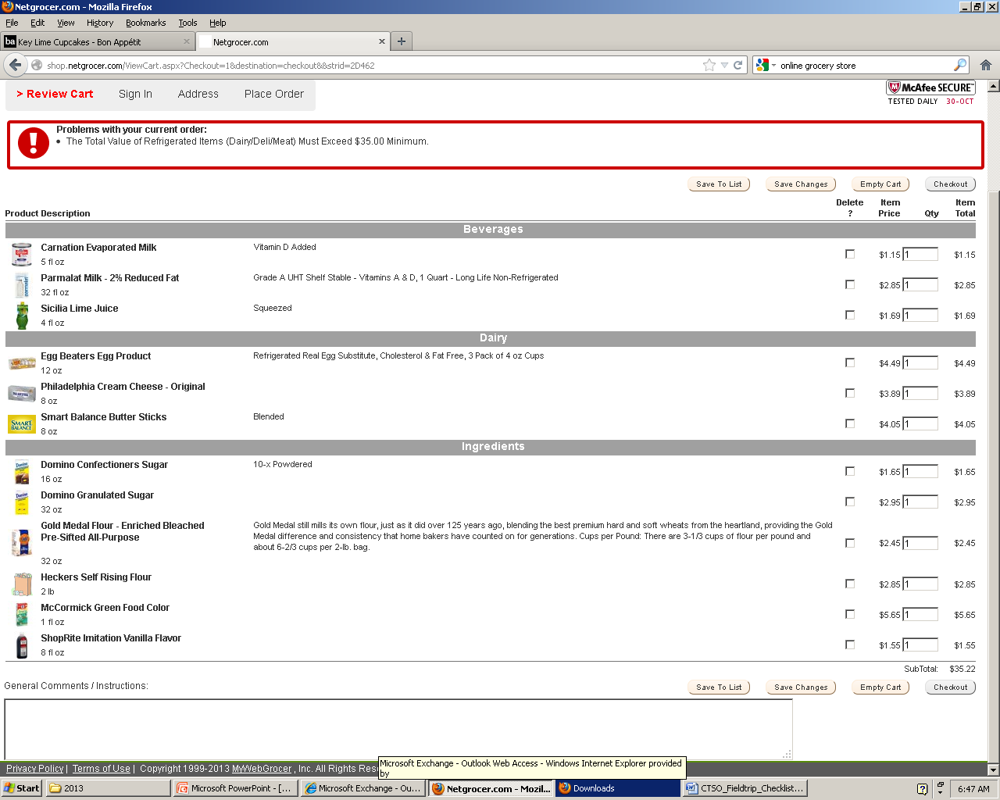 Netgrocer.com - Mozilla Firefox
File Edit View History Bookmarks Tools Help
ba Key Lime Cupcakes - Bon Appétit
Netgrocer.com
shop.netgrocer.com/ViewCart.aspx?Checkout=1&destination=checkout&&strid=2D462
online grocery store
> Review Cart Sign In Address Place Order
McAfee SECURE™
TESTED DAILY 30-OCT
Problems with your current order:
• The Total Value of Refrigerated Items (Dairy/Deli/Meat) Must Exceed $35.00 Minimum.
Save To List Save Changes Empty Cart Checkout
Product Description Delete ? Item Price Qty Item Total
Beverages
Carnation Evaporated Milk Vitamin D Added
5 fl oz $1.15 1 $1.15
Parmalat Milk - 2% Reduced Fat Grade A UHT Shelf Stable - Vitamins A & D, 1 Quart - Long Life Non-Refrigerated
32 fl oz $2.85 1 $2.85
Sicilia Lime Juice Squeezed
4 fl oz $1.69 1 $1.69
Dairy
Egg Beaters Egg Product Refrigerated Real Egg Substitute, Cholesterol & Fat Free, 3 Pack of 4 oz Cups
12 oz $4.49 1 $4.49
Philadelphia Cream Cheese - Original
8 oz $3.89 1 $3.89
Smart Balance Butter Sticks Blended
SMART BALANCE
8 oz $4.05 1 $4.05
Ingredients
Domino Confectioners Sugar 10-x Powdered
16 oz $1.65 1 $1.65
Domino Granulated Sugar
32 oz $2.95 1 $2.95
Gold Medal Flour - Enriched Bleached Gold Medal still mills its own flour, just as it did over 125 years ago, blending the best premium hard and soft wheats from the heartland, providing the Gold
Pre-Sifted All-Purpose Medal difference and consistency that home bakers have counted on for generations. Cups per Pound: There are 3-1/3 cups of flour per pound and
about 6-2/3 cups per 2-lb. bag.
32 oz $2.45 1 $2.45
Heckers Self Rising Flour
2 lb $2.85 1 $2.85
McCormick Green Food Color
1 fl oz $5.65 1 $5.65
ShopRite Imitation Vanilla Flavor
8 fl oz $1.55 1 $1.55
SubTotal: $35.22
General Comments / Instructions:
Save To List Save Changes Empty Cart Checkout
Privacy Policy | Terms of Use | Copyright 1999-2013 MyWebGrocer, Inc. All Rights Res
Microsoft Exchange - Outlook Web Access - Windows Internet Explorer provided
by
Start 2013 Microsoft PowerPoint - [... Microsoft Exchange - Ou... Netgrocer.com - Mozil... Downloads CTSO_Fieldtrip_Checklist... 6:47 AM